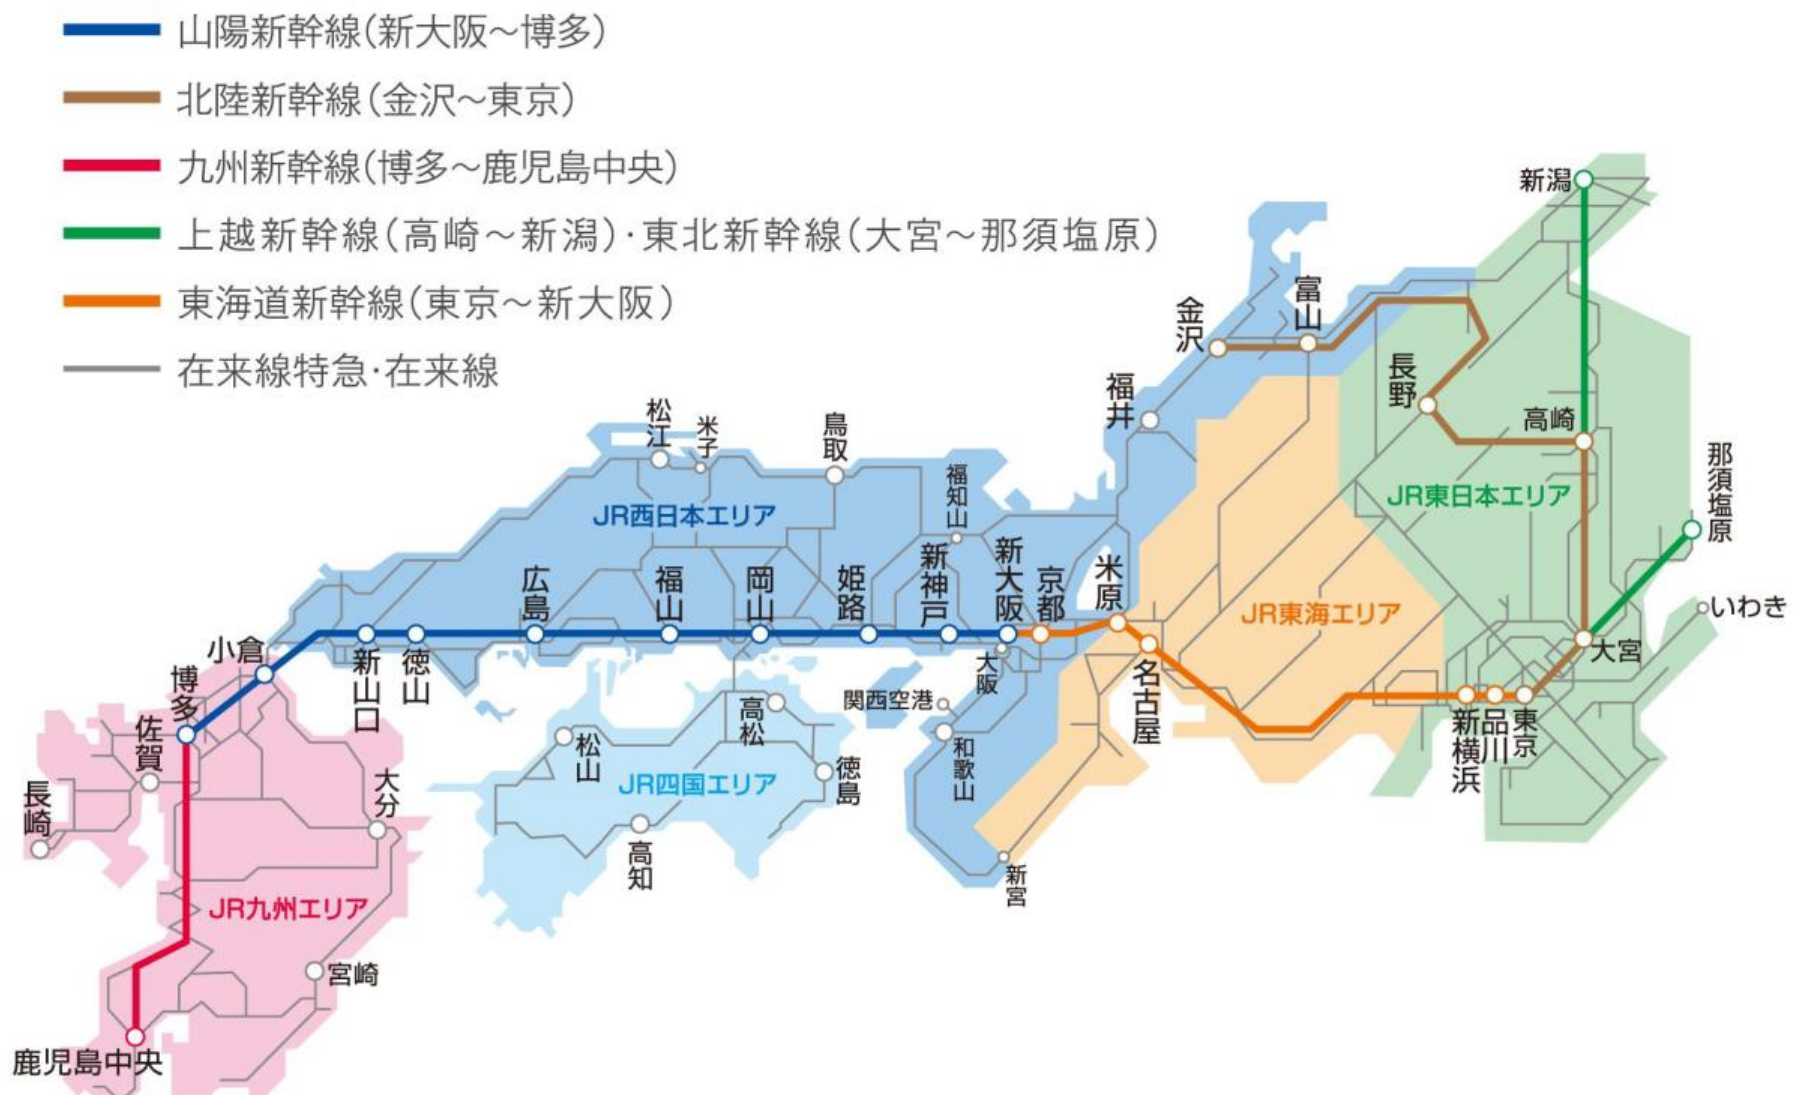 山陽新幹線(新大阪～博多)
北陸新幹線(金沢～東京)
九州新幹線(博多～鹿児島中央)
上越新幹線(高崎～新潟)・東北新幹線(大宮～那須塩原)
東海道新幹線(東京～新大阪)
在来線特急・在来線
新潟
富山
金沢
長野
福井
高崎
松江
米子
鳥取
福知山
那須塩原
JR東日本エリア
JR西日本エリア
新大阪
新神戸
京都
米原
広島
福山
岡山
姫路
JR東海エリア
いわき
小倉
新山口
徳山
大阪
大宮
博多
名古屋
関西空港
高松
佐賀
新横浜
品川
東京
松山
和歌山
JR四国エリア
徳島
大分
長崎
高知
新宮
JR九州エリア
宮崎
鹿児島中央